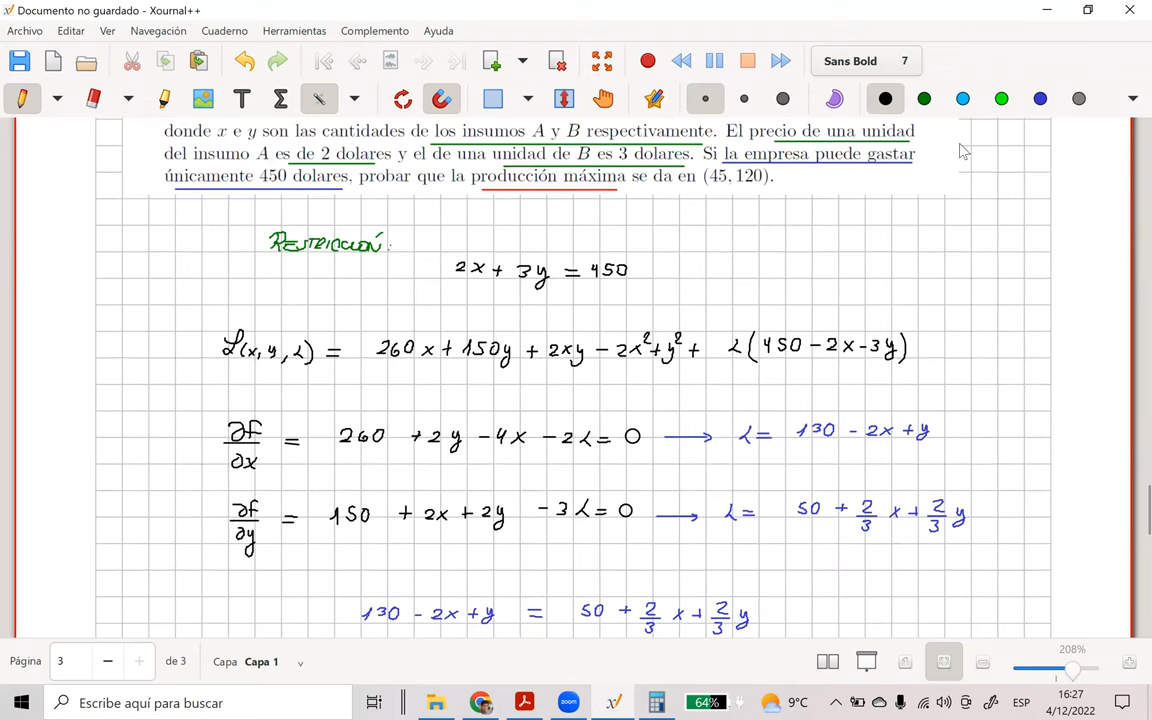 Documento no guardado - Xournal++
Archivo Editar Ver Navegación Cuaderno Herramientas Complemento Ayuda
Sans Bold 7
donde x e y son las cantidades de los insumos A y B respectivamente. El precio de una unidad
del insumo A es de 2 dolares y el de una unidad de B es 3 dolares. Si la empresa puede gastar
únicamente 450 dolares, probar que la producción máxima se da en (45, 120).
RESTRICCIÓN:
2x + 3y = 450
ℒ(x, y, λ) = 260x + 150y + 2xy - 2x² + y² + λ(450 - 2x - 3y)
∂f/∂x = 260 + 2y - 4x - 2λ = 0 → λ = 130 - 2x + y
∂f/∂y = 150 + 2x + 2y - 3λ = 0 → λ = 50 + 2/3 x + 2/3 y
130 - 2x + y = 50 + 2/3 x + 2/3 y
Página 3 de 3 Capa Capa 1 208%
Escribe aquí para buscar 64% 9°C ESP 16:27
4/12/2022